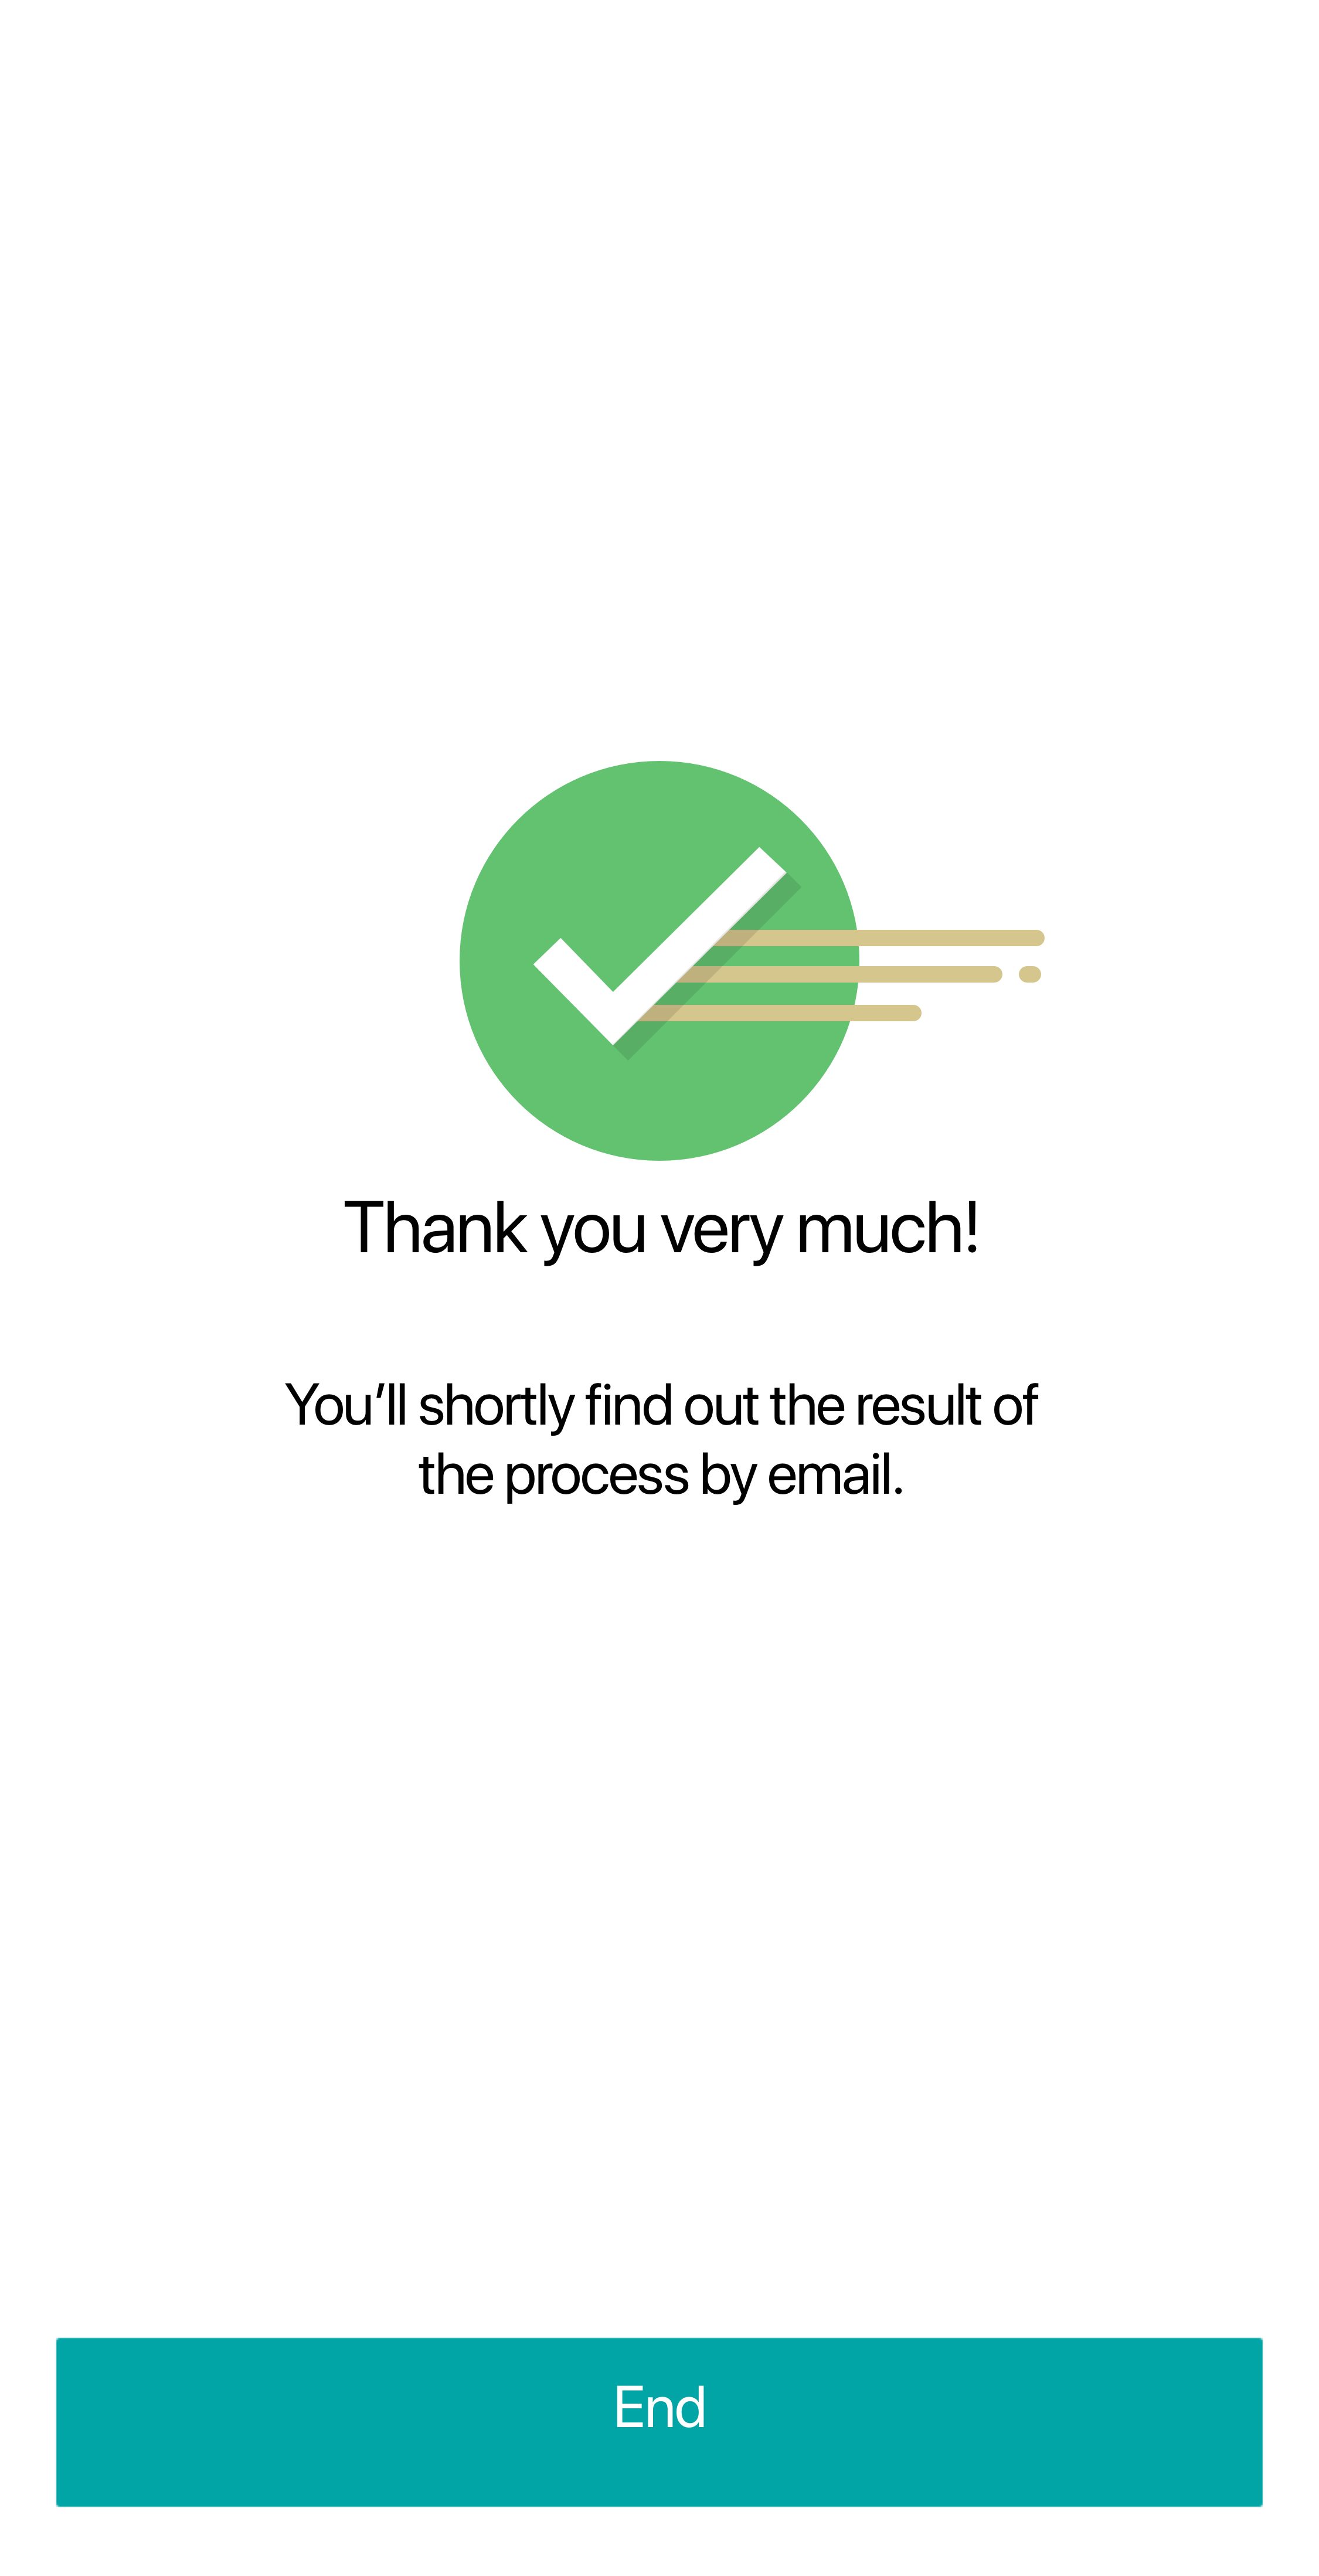 Thank you very much!
You’ll shortly find out the result of
the process by email.
End